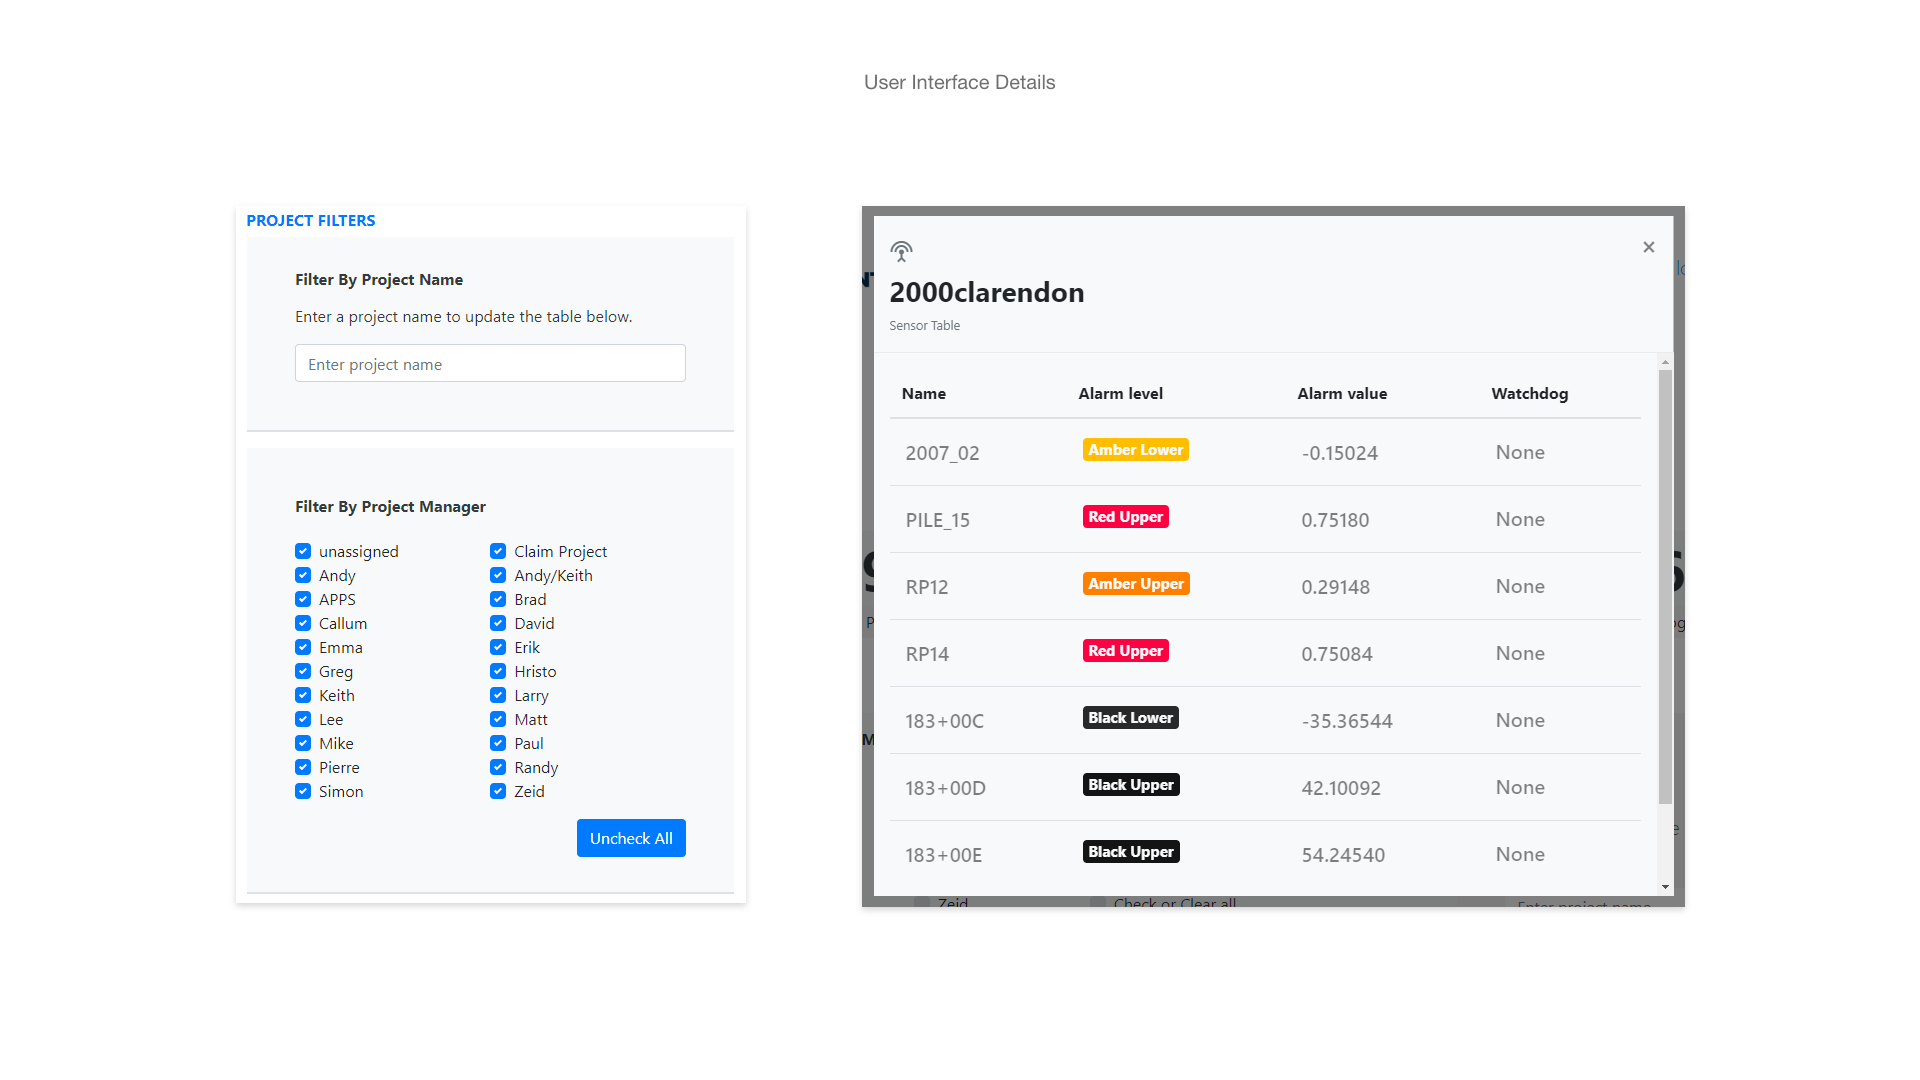 User Interface Details
PROJECT FILTERS
Filter By Project Name
Enter a project name to update the table below.
Enter project name
Filter By Project Manager
unassigned Claim Project
Andy Andy/Keith
APPS Brad
Callum David
Emma Erik
Greg Hristo
Keith Larry
Lee Matt
Mike Paul
Pierre Randy
Simon Zeid
Uncheck All
2000clarendon
Sensor Table
Name Alarm level Alarm value Watchdog
2007_02 Amber Lower -0.15024 None
PILE_15 Red Upper 0.75180 None
RP12 Amber Upper 0.29148 None
RP14 Red Upper 0.75084 None
183+00C Black Lower -35.36544 None
183+00D Black Upper 42.10092 None
183+00E Black Upper 54.24540 None
Zeid Check or Clear all Enter project name